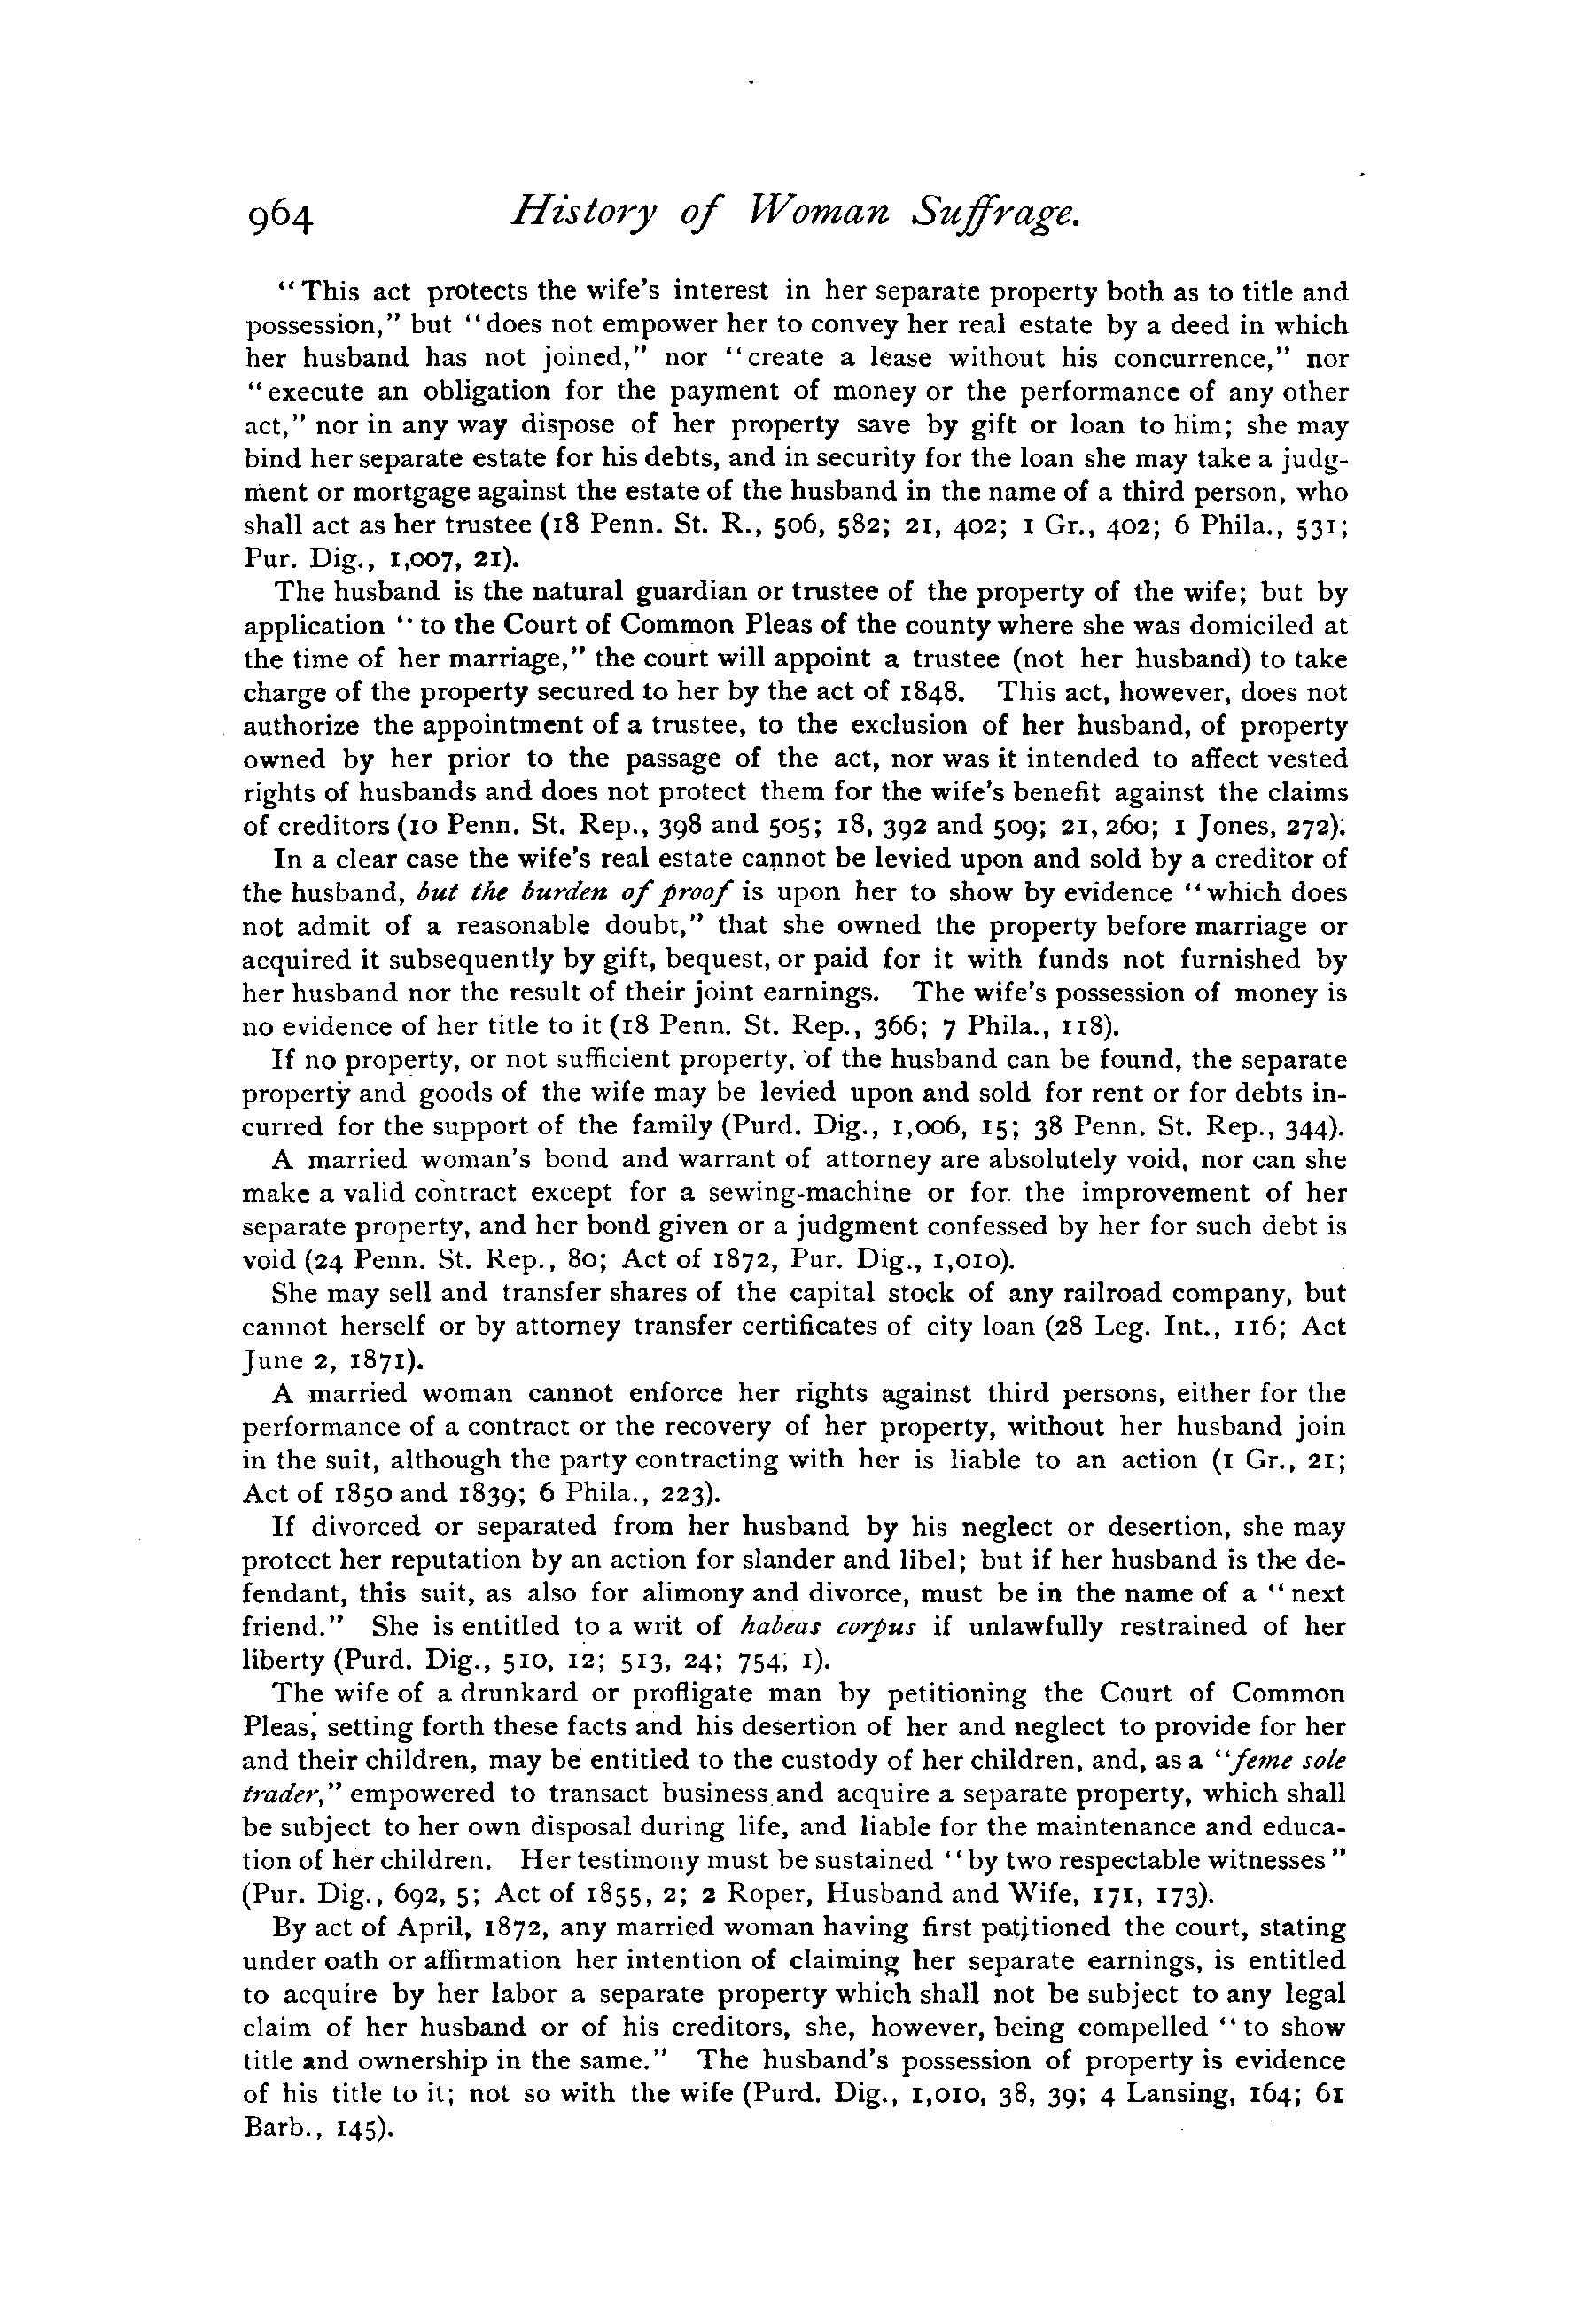 964 History of Woman Suffrage.
"This act protects the wife's interest in her separate property both as to title and
possession," but "does not empower her to convey her real estate by a deed in which
her husband has not joined," nor "create a lease without his concurrence," nor
"execute an obligation for the payment of money or the performance of any other
act," nor in any way dispose of her property save by gift or loan to him; she may
bind her separate estate for his debts, and in security for the loan she may take a judg-
ment or mortgage against the estate of the husband in the name of a third person, who
shall act as her trustee (18 Penn. St. R., 506, 582; 21, 402; 1 Gr., 402; 6 Phila., 531;
Pur. Dig., 1,007, 21).
The husband is the natural guardian or trustee of the property of the wife; but by
application "to the Court of Common Pleas of the county where she was domiciled at
the time of her marriage," the court will appoint a trustee (not her husband) to take
charge of the property secured to her by the act of 1848. This act, however, does not
authorize the appointment of a trustee, to the exclusion of her husband, of property
owned by her prior to the passage of the act, nor was it intended to affect vested
rights of husbands and does not protect them for the wife's benefit against the claims
of creditors (10 Penn. St. Rep., 398 and 505; 18, 392 and 509; 21, 260; 1 Jones, 272).
In a clear case the wife's real estate cannot be levied upon and sold by a creditor of
the husband, but the burden of proof is upon her to show by evidence "which does
not admit of a reasonable doubt," that she owned the property before marriage or
acquired it subsequently by gift, bequest, or paid for it with funds not furnished by
her husband nor the result of their joint earnings. The wife's possession of money is
no evidence of her title to it (18 Penn. St. Rep., 366; 7 Phila., 118).
If no property, or not sufficient property, of the husband can be found, the separate
property and goods of the wife may be levied upon and sold for rent or for debts in-
curred for the support of the family (Purd. Dig., 1,006, 15; 38 Penn. St. Rep., 344).
A married woman's bond and warrant of attorney are absolutely void, nor can she
make a valid contract except for a sewing-machine or for the improvement of her
separate property, and her bond given or a judgment confessed by her for such debt is
void (24 Penn. St. Rep., 80; Act of 1872, Pur. Dig., 1,010).
She may sell and transfer shares of the capital stock of any railroad company, but
cannot herself or by attorney transfer certificates of city loan (28 Leg. Int., 116; Act
June 2, 1871).
A married woman cannot enforce her rights against third persons, either for the
performance of a contract or the recovery of her property, without her husband join
in the suit, although the party contracting with her is liable to an action (1 Gr., 21;
Act of 1850 and 1839; 6 Phila., 223).
If divorced or separated from her husband by his neglect or desertion, she may
protect her reputation by an action for slander and libel; but if her husband is the de-
fendant, this suit, as also for alimony and divorce, must be in the name of a "next
friend." She is entitled to a writ of habeas corpus if unlawfully restrained of her
liberty (Purd. Dig., 510, 12; 513, 24; 754; 1).
The wife of a drunkard or profligate man by petitioning the Court of Common
Pleas, setting forth these facts and his desertion of her and neglect to provide for her
and their children, may be entitled to the custody of her children, and, as a "feme sole
trader," empowered to transact business and acquire a separate property, which shall
be subject to her own disposal during life, and liable for the maintenance and educa-
tion of her children. Her testimony must be sustained "by two respectable witnesses"
(Pur. Dig., 692, 5; Act of 1855, 2; 2 Roper, Husband and Wife, 171, 173).
By act of April, 1872, any married woman having first petitioned the court, stating
under oath or affirmation her intention of claiming her separate earnings, is entitled
to acquire by her labor a separate property which shall not be subject to any legal
claim of her husband or of his creditors, she, however, being compelled "to show
title and ownership in the same." The husband's possession of property is evidence
of his title to it; not so with the wife (Purd. Dig., 1,010, 38, 39; 4 Lansing, 164; 61
Barb., 145).